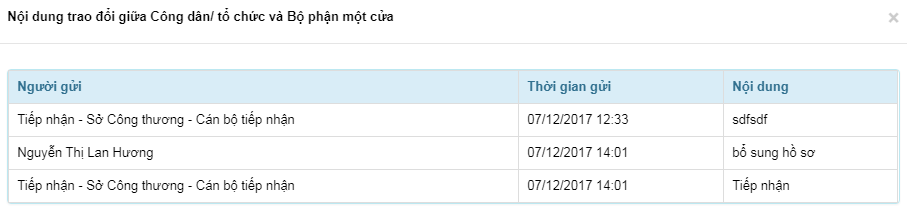 Nội dung trao đổi giữa Công dân/ tổ chức và Bộ phận một cửa ×
Người gửi Thời gian gửi Nội dung
Tiếp nhận - Sở Công thương - Cán bộ tiếp nhận 07/12/2017 12:33 sdfsdf
Nguyễn Thị Lan Hương 07/12/2017 14:01 bổ sung hồ sơ
Tiếp nhận - Sở Công thương - Cán bộ tiếp nhận 07/12/2017 14:01 Tiếp nhận